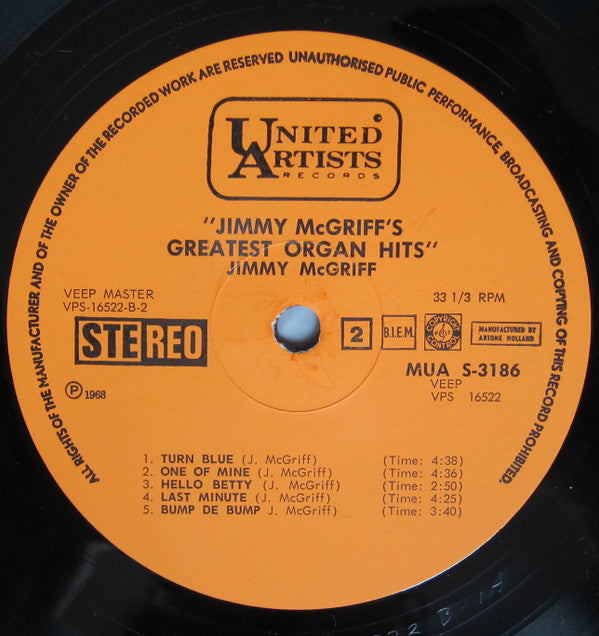 ALL RIGHTS OF THE MANUFACTURER AND OF THE OWNER OF THE RECORDED WORK ARE RESERVED UNAUTHORISED PUBLIC PERFORMANCE, BROADCASTING AND COPYING OF THIS RECORD PROHIBITED.
UNITED
ARTISTS
RECORDS
"JIMMY McGRIFF'S
GREATEST ORGAN HITS"
JIMMY McGRIFF
VEEP MASTER
VPS-16522-B-2
33 1/3 RPM
STEREO
2
B.I.E.M.
COPYRIGHT
CONTROL
MANUFACTURED BY
ARTONE HOLLAND
MUA S-3186
VEEP
VPS 16522
℗ 1968
1. TURN BLUE (J. McGriff) (Time: 4:38)
2. ONE OF MINE (J. McGriff) (Time: 4:36)
3. HELLO BETTY (J. McGriff) (Time: 2:50)
4. LAST MINUTE (J. McGriff) (Time: 4:25)
5. BUMP DE BUMP J. McGriff) (Time: 3:40)